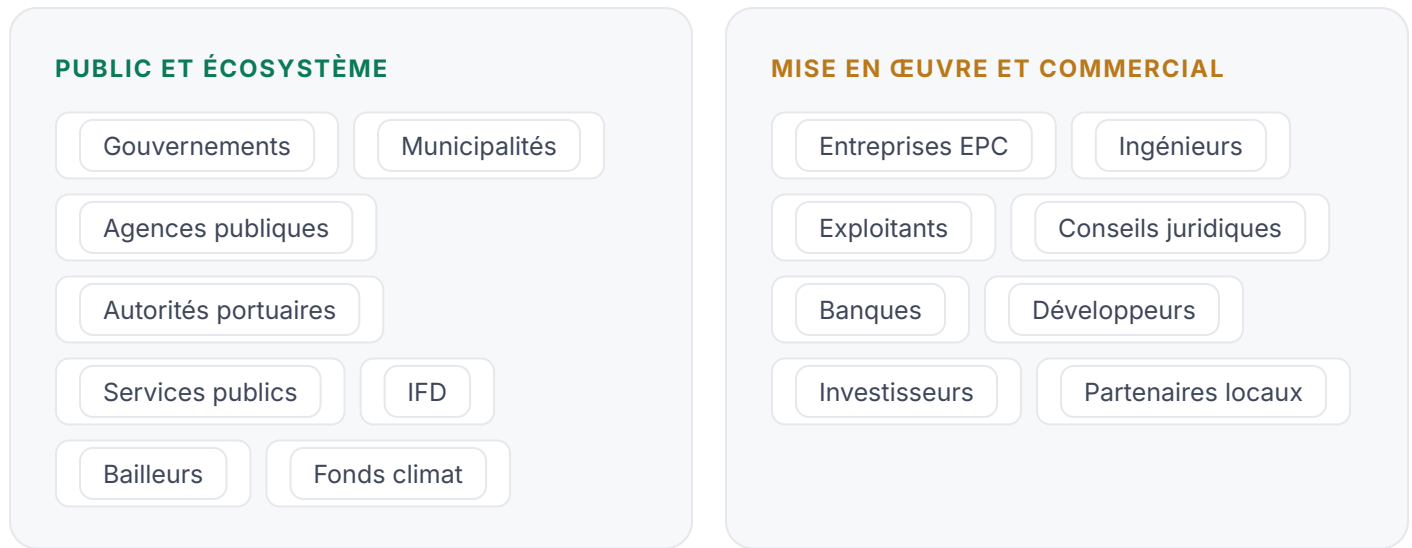 PUBLIC ET ÉCOSYSTÈME
Gouvernements
Municipalités
Agences publiques
Autorités portuaires
Services publics
IFD
Bailleurs
Fonds climat
MISE EN ŒUVRE ET COMMERCIAL
Entreprises EPC
Ingénieurs
Exploitants
Conseils juridiques
Banques
Développeurs
Investisseurs
Partenaires locaux